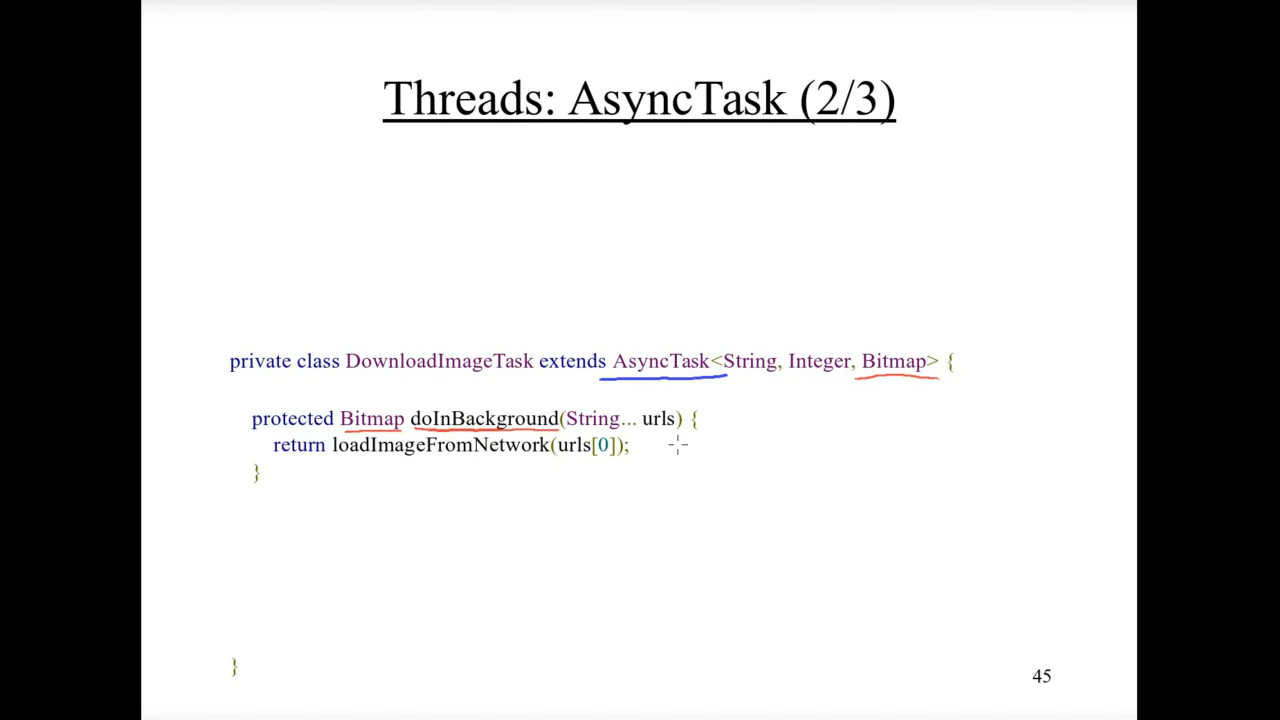 Threads: AsyncTask (2/3)
private class DownloadImageTask extends AsyncTask<String, Integer, Bitmap> {
protected Bitmap doInBackground(String... urls) {
return loadImageFromNetwork(urls[0]);
}
}
45